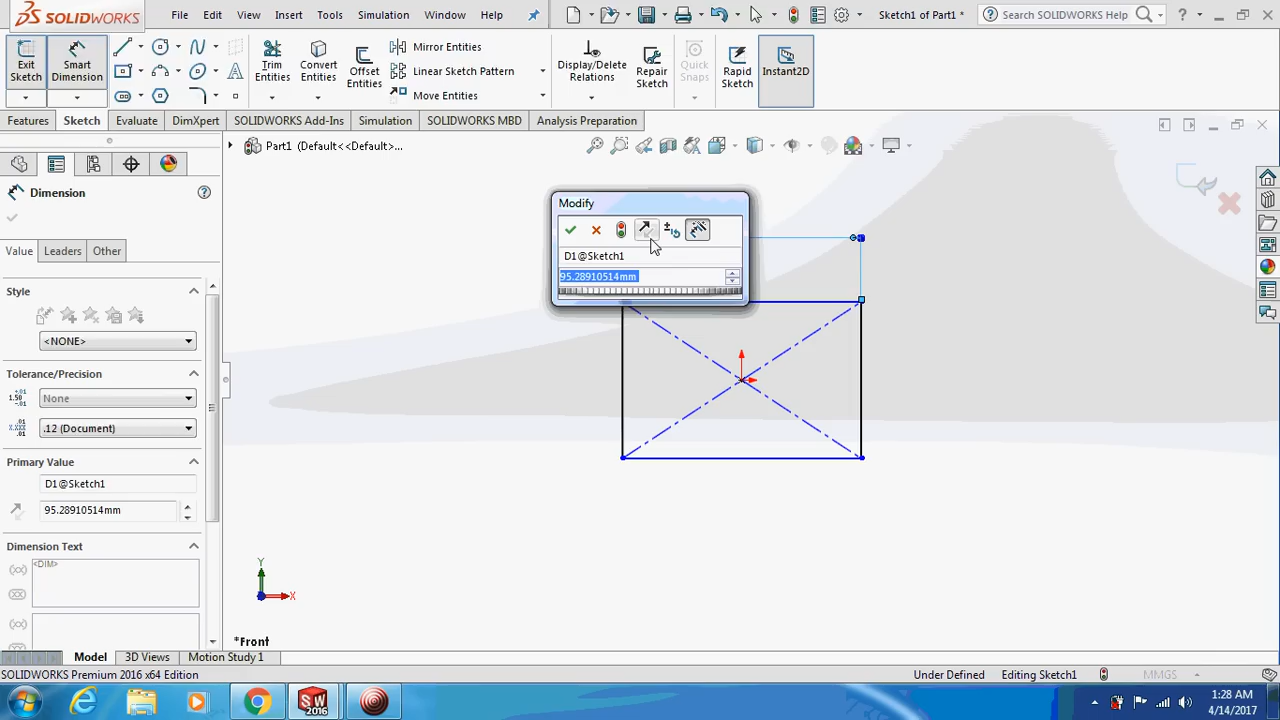 SOLIDWORKS File Edit View Insert Tools Simulation Window Help Sketch1 of Part1 * Search SOLIDWORKS Help
Exit Sketch
Smart Dimension
Trim Entities
Convert Entities
Offset Entities
Mirror Entities
Linear Sketch Pattern
Move Entities
Display/Delete Relations
Repair Sketch
Quick Snaps
Rapid Sketch
Instant2D
Features Sketch Evaluate DimXpert SOLIDWORKS Add-Ins Simulation SOLIDWORKS MBD Analysis Preparation
Part1 (Default<<Default>...
Dimension
Modify
D1@Sketch1
95.28910514mm
Value Leaders Other
Style
<NONE>
Tolerance/Precision
None
.12 (Document)
Primary Value
D1@Sketch1
95.28910514mm
Dimension Text
<DIM>
Y
X
*Front
Model 3D Views Motion Study 1
SOLIDWORKS Premium 2016 x64 Edition Under Defined Editing Sketch1 MMGS
SW 2016
1:28 AM
4/14/2017